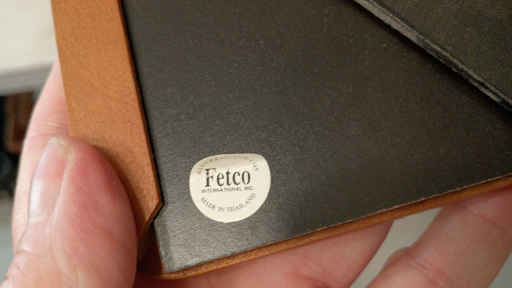 Fetco
INTERNATIONAL INC.
MADE IN THAILAND